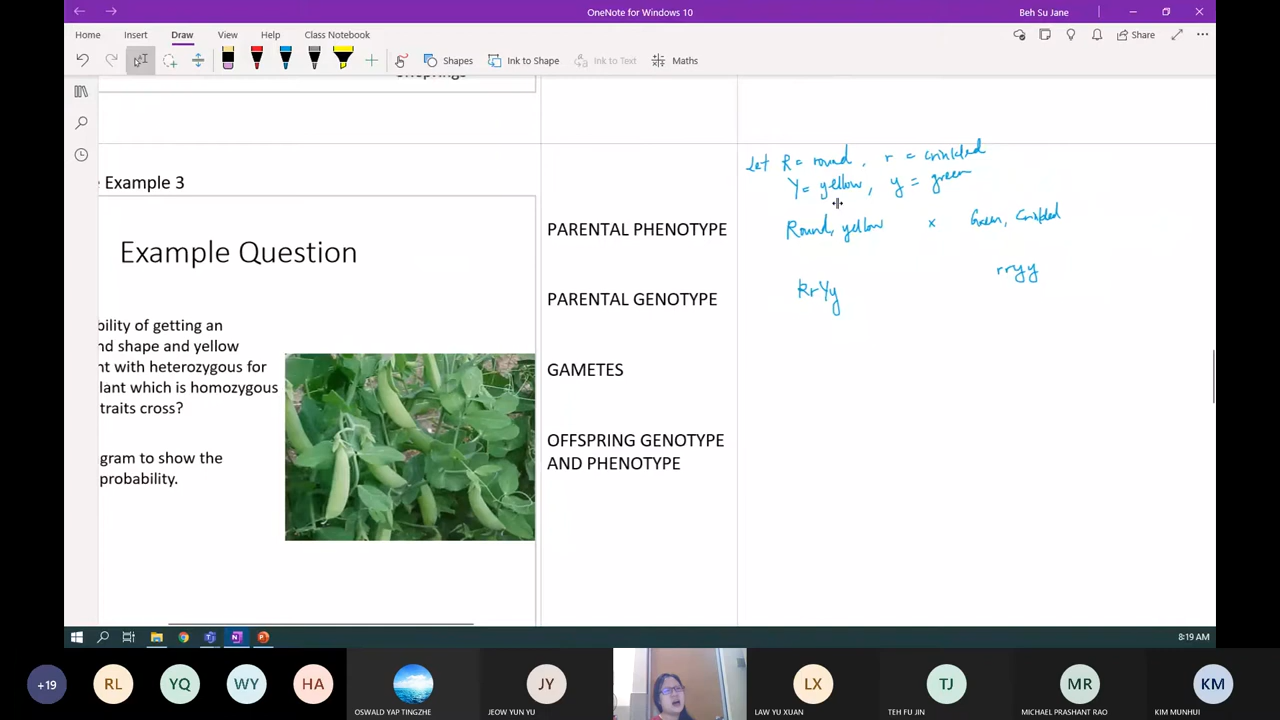 OneNote for Windows 10
Beh Su Jane
Home Insert Draw View Help Class Notebook
Share
Shapes
Ink to Shape
Ink to Text
Maths
e Example 3
Example Question
bility of getting an
nd shape and yellow
nt with heterozygous for
lant which is homozygous
traits cross?
gram to show the
probability.
PARENTAL PHENOTYPE
PARENTAL GENOTYPE
GAMETES
OFFSPRING GENOTYPE
AND PHENOTYPE
Let R = round, r = crinkled
Y = yellow, y = green
Round, yellow x Green, crinkled
RrYy rryy
8:19 AM
+19 RL YQ WY HA JY LX TJ MR KM
OSWALD YAP TINGZHE JEOW YUN YU LAW YU XUAN TEH FU JIN MICHAEL PRASHANT RAO KIM MUNHUI